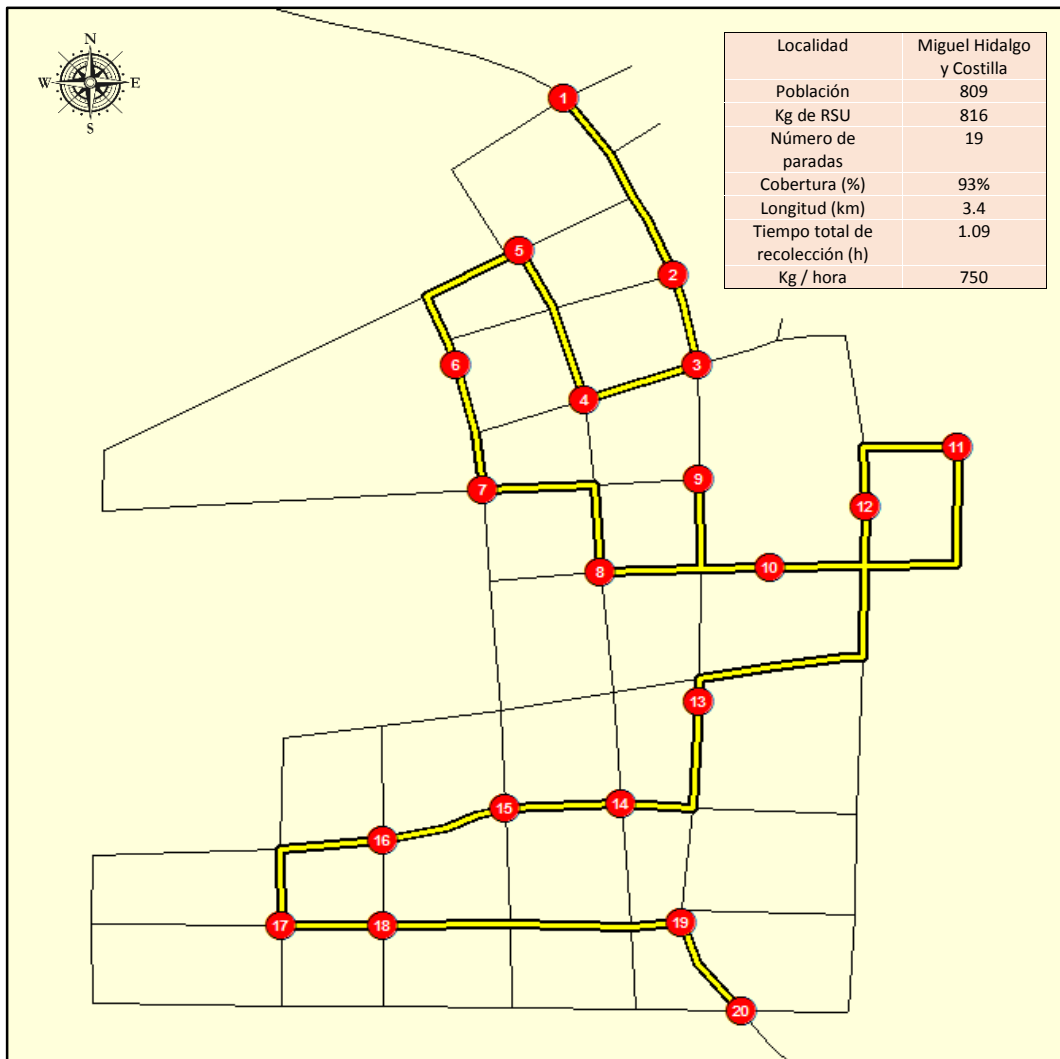 N
W E
S
Localidad Miguel Hidalgo
y Costilla
Población 809
Kg de RSU 816
Número de 19
paradas
Cobertura (%) 93%
Longitud (km) 3.4
Tiempo total de 1.09
recolección (h)
Kg / hora 750
1
5
2
6
3
4
11
9
7
12
10
8
13
14
15
16
19
17
18
20